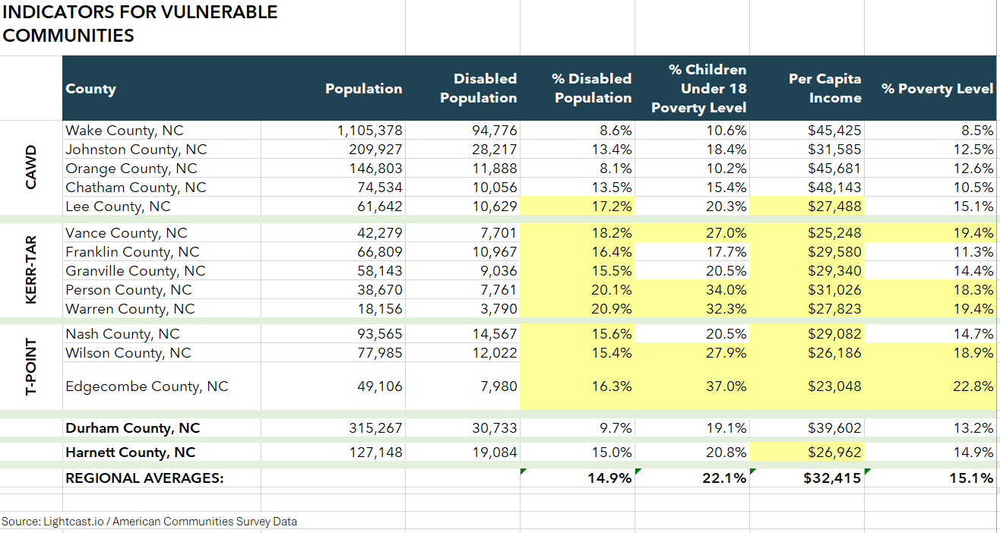 INDICATORS FOR VULNERABLE
COMMUNITIES
County Population Disabled Population % Disabled Population % Children Under 18 Poverty Level Per Capita Income % Poverty Level
CAWD
Wake County, NC 1,105,378 94,776 8.6% 10.6% $45,425 8.5%
Johnston County, NC 209,927 28,217 13.4% 18.4% $31,585 12.5%
Orange County, NC 146,803 11,888 8.1% 10.2% $45,681 12.6%
Chatham County, NC 74,534 10,056 13.5% 15.4% $48,143 10.5%
Lee County, NC 61,642 10,629 17.2% 20.3% $27,488 15.1%
KERR-TAR
Vance County, NC 42,279 7,701 18.2% 27.0% $25,248 19.4%
Franklin County, NC 66,809 10,967 16.4% 17.7% $29,580 11.3%
Granville County, NC 58,143 9,036 15.5% 20.5% $29,340 14.4%
Person County, NC 38,670 7,761 20.1% 34.0% $31,026 18.3%
Warren County, NC 18,156 3,790 20.9% 32.3% $27,823 19.4%
T-POINT
Nash County, NC 93,565 14,567 15.6% 20.5% $29,082 14.7%
Wilson County, NC 77,985 12,022 15.4% 27.9% $26,186 18.9%
Edgecombe County, NC 49,106 7,980 16.3% 37.0% $23,048 22.8%
Durham County, NC 315,267 30,733 9.7% 19.1% $39,602 13.2%
Harnett County, NC 127,148 19,084 15.0% 20.8% $26,962 14.9%
REGIONAL AVERAGES: 14.9% 22.1% $32,415 15.1%
Source: Lightcast.io / American Communities Survey Data